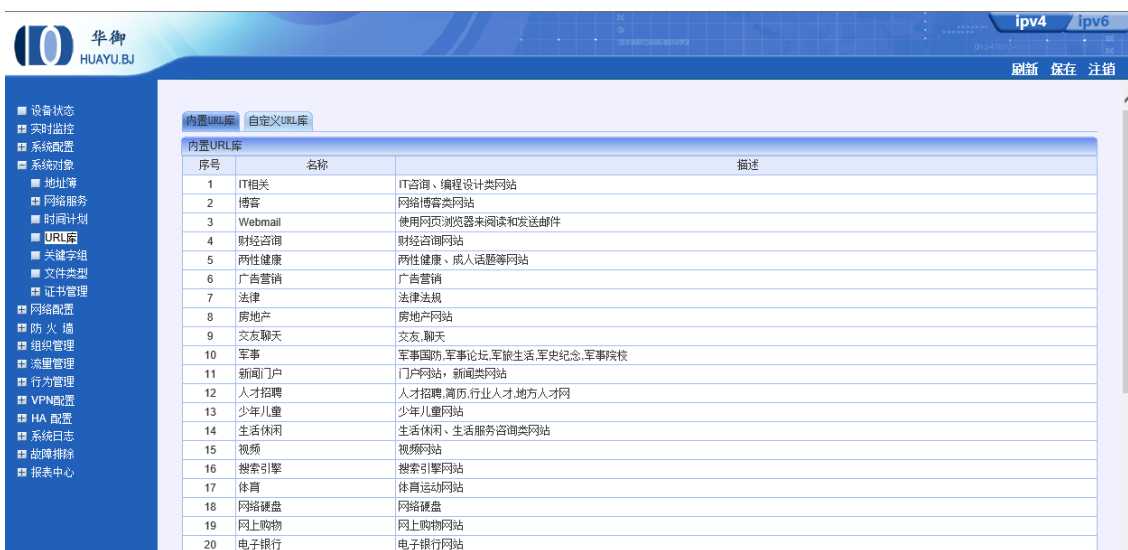 华御
HUAYU.BJ
ipv4 ipv6
刷新 保存 注销
设备状态
实时监控
系统配置
系统对象
地址簿
网络服务
时间计划
URL库
关键字组
文件类型
证书管理
网络配置
防 火 墙
组织管理
流量管理
行为管理
VPN配置
HA 配置
系统日志
故障排除
报表中心
内置URL库 自定义URL库
内置URL库
序号 名称 描述
1 IT相关 IT咨询、编程设计类网站
2 博客 网络博客类网站
3 Webmail 使用网页浏览器来阅读和发送邮件
4 财经咨询 财经咨询网站
5 两性健康 两性健康、成人话题等网站
6 广告营销 广告营销
7 法律 法律法规
8 房地产 房地产网站
9 交友聊天 交友,聊天
10 军事 军事国防,军事论坛,军旅生活,军史纪念,军事院校
11 新闻门户 门户网站，新闻类网站
12 人才招聘 人才招聘,简历,行业人才,地方人才网
13 少年儿童 少年儿童网站
14 生活休闲 生活休闲、生活服务咨询类网站
15 视频 视频网站
16 搜索引擎 搜索引擎网站
17 体育 体育运动网站
18 网络硬盘 网络硬盘
19 网上购物 网上购物网站
20 电子银行 电子银行网站